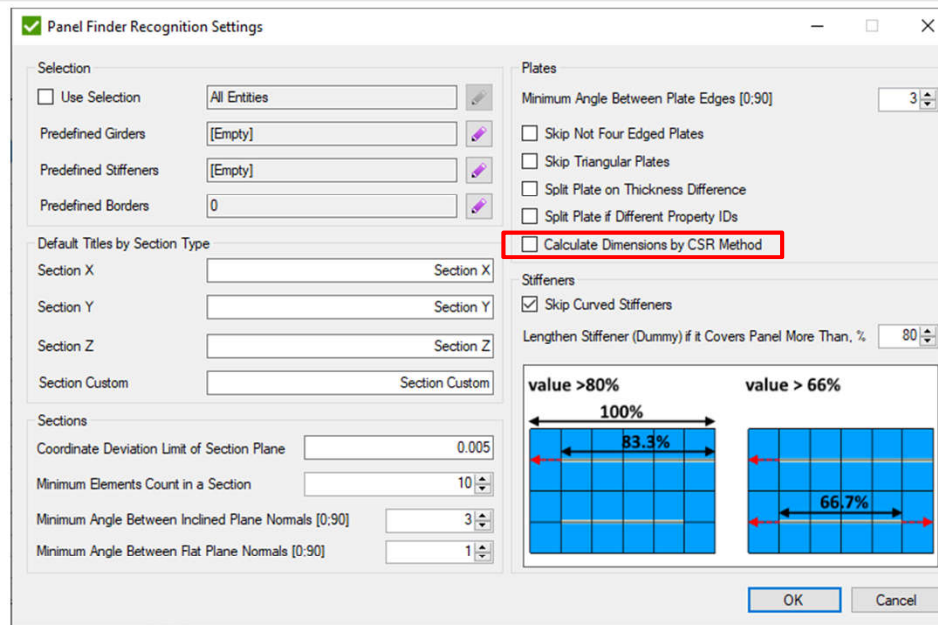 Panel Finder Recognition Settings
Selection
Use Selection All Entities
Predefined Girders [Empty]
Predefined Stiffeners [Empty]
Predefined Borders 0
Default Titles by Section Type
Section X Section X
Section Y Section Y
Section Z Section Z
Section Custom Section Custom
Sections
Coordinate Deviation Limit of Section Plane 0.005
Minimum Elements Count in a Section 10
Minimum Angle Between Inclined Plane Normals [0;90] 3
Minimum Angle Between Flat Plane Normals [0:90] 1
Plates
Minimum Angle Between Plate Edges [0;90] 3
Skip Not Four Edged Plates
Skip Triangular Plates
Split Plate on Thickness Difference
Split Plate if Different Property IDs
Calculate Dimensions by CSR Method
Stiffeners
Skip Curved Stiffeners
Lengthen Stiffener (Dummy) if it Covers Panel More Than, % 80
value >80% value > 66%
100%
83.3%
66.7%
OK Cancel